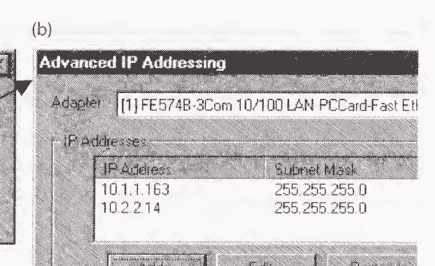 (b)
Advanced IP Addressing
Adapter [1] FE574B-3Com 10/100 LAN PCCard-Fast Eth
IP Addresses
IP Address Subnet Mask
10.1.1.163 255.255.255.0
10.2.2.14 255.255.255.0